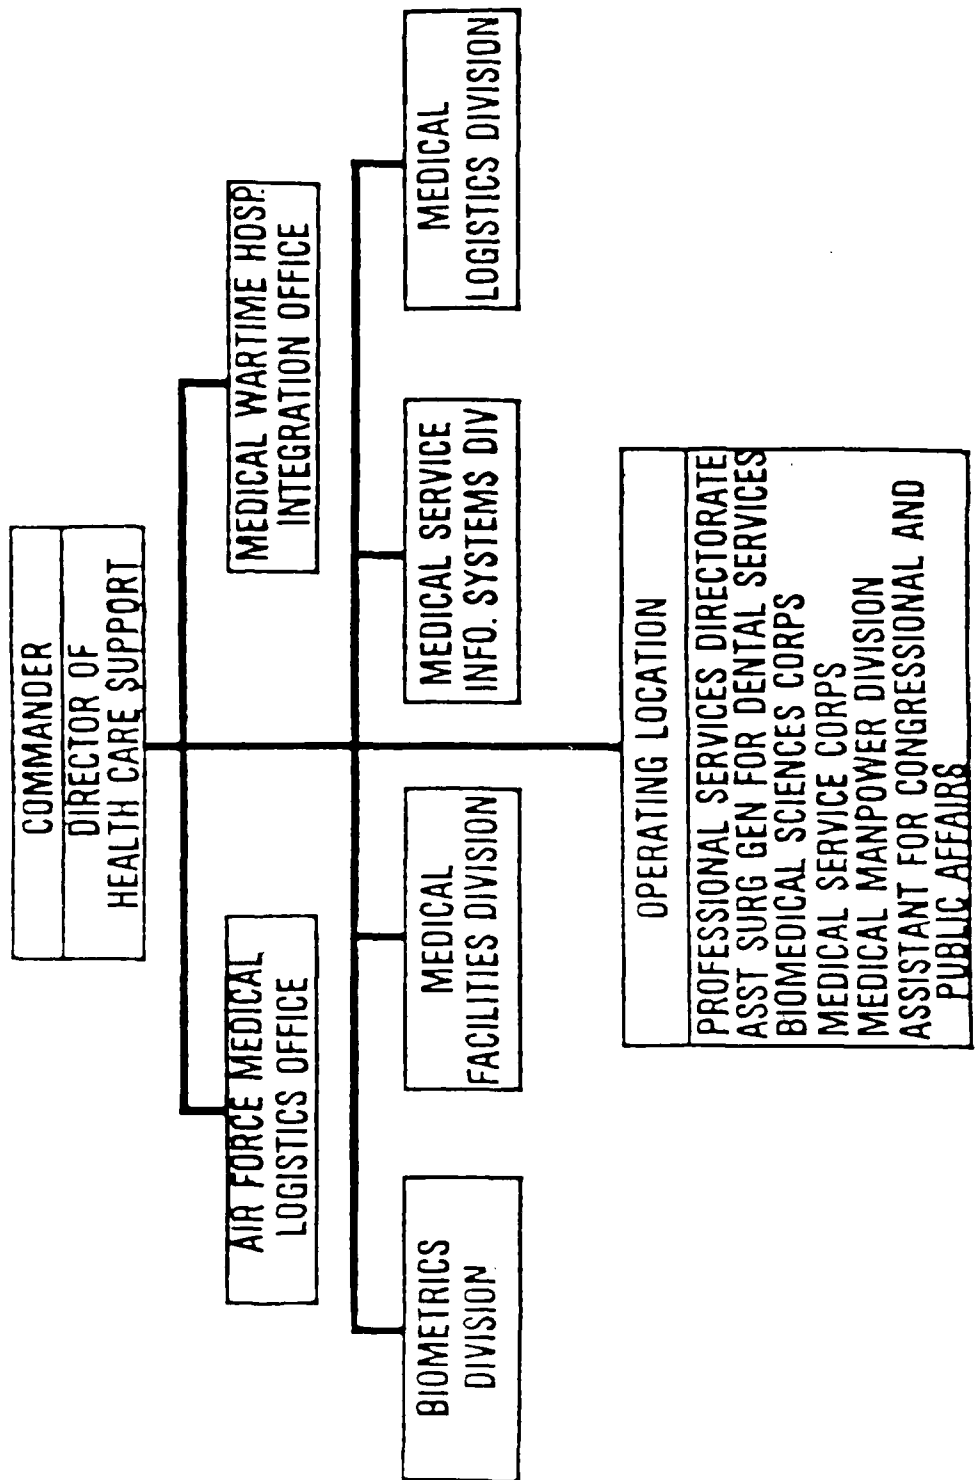 COMMANDER
DIRECTOR OF
HEALTH CARE SUPPORT
AIR FORCE MEDICAL
LOGISTICS OFFICE
MEDICAL WARTIME HOSP.
INTEGRATION OFFICE
BIOMETRICS
DIVISION
MEDICAL
FACILITIES DIVISION
MEDICAL SERVICE
INFO. SYSTEMS DIV
MEDICAL
LOGISTICS DIVISION
OPERATING LOCATION
PROFESSIONAL SERVICES DIRECTORATE
ASST SURG GEN FOR DENTAL SERVICES
BIOMEDICAL SCIENCES CORPS
MEDICAL SERVICE CORPS
MEDICAL MANPOWER DIVISION
ASSISTANT FOR CONGRESSIONAL AND
PUBLIC AFFAIRS